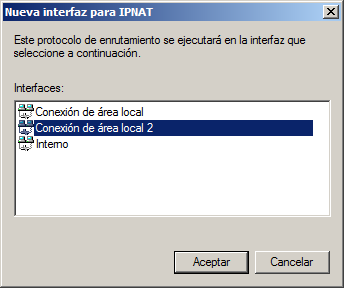 Nueva interfaz para IPNAT
Este protocolo de enrutamiento se ejecutará en la interfaz que
seleccione a continuación.
Interfaces:
Conexión de área local
Conexión de área local 2
Interno
Aceptar
Cancelar